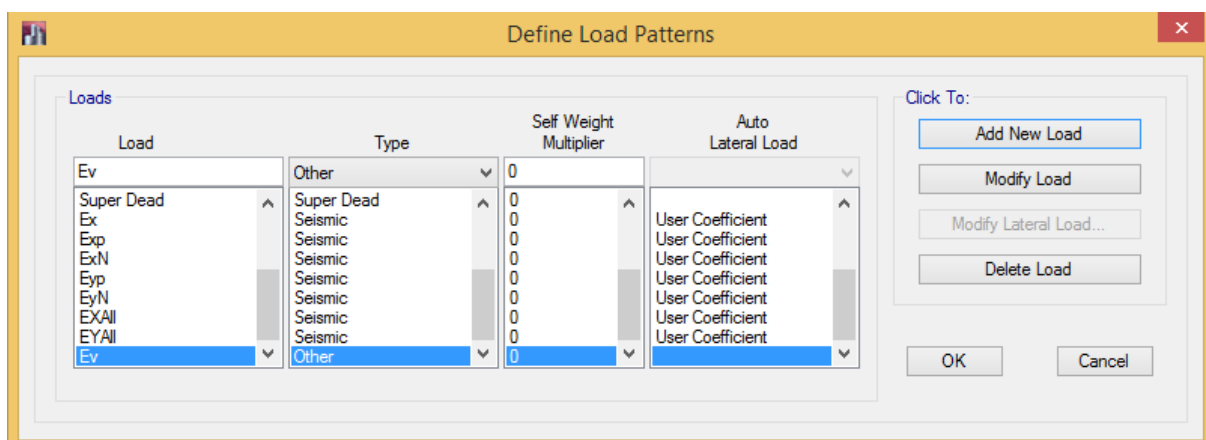 Define Load Patterns
Loads
Click To:
Load Type Self Weight Multiplier Auto Lateral Load
Ev Other 0
Super Dead Super Dead 0
Ex Seismic 0 User Coefficient
Exp Seismic 0 User Coefficient
ExN Seismic 0 User Coefficient
Eyp Seismic 0 User Coefficient
EyN Seismic 0 User Coefficient
EXAll Seismic 0 User Coefficient
EYAll Seismic 0 User Coefficient
Ev Other 0
Add New Load
Modify Load
Modify Lateral Load...
Delete Load
OK Cancel